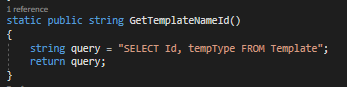 1 reference
static public string GetTemplateNameId()
{
string query = "SELECT Id, tempType FROM Template";
return query;
}